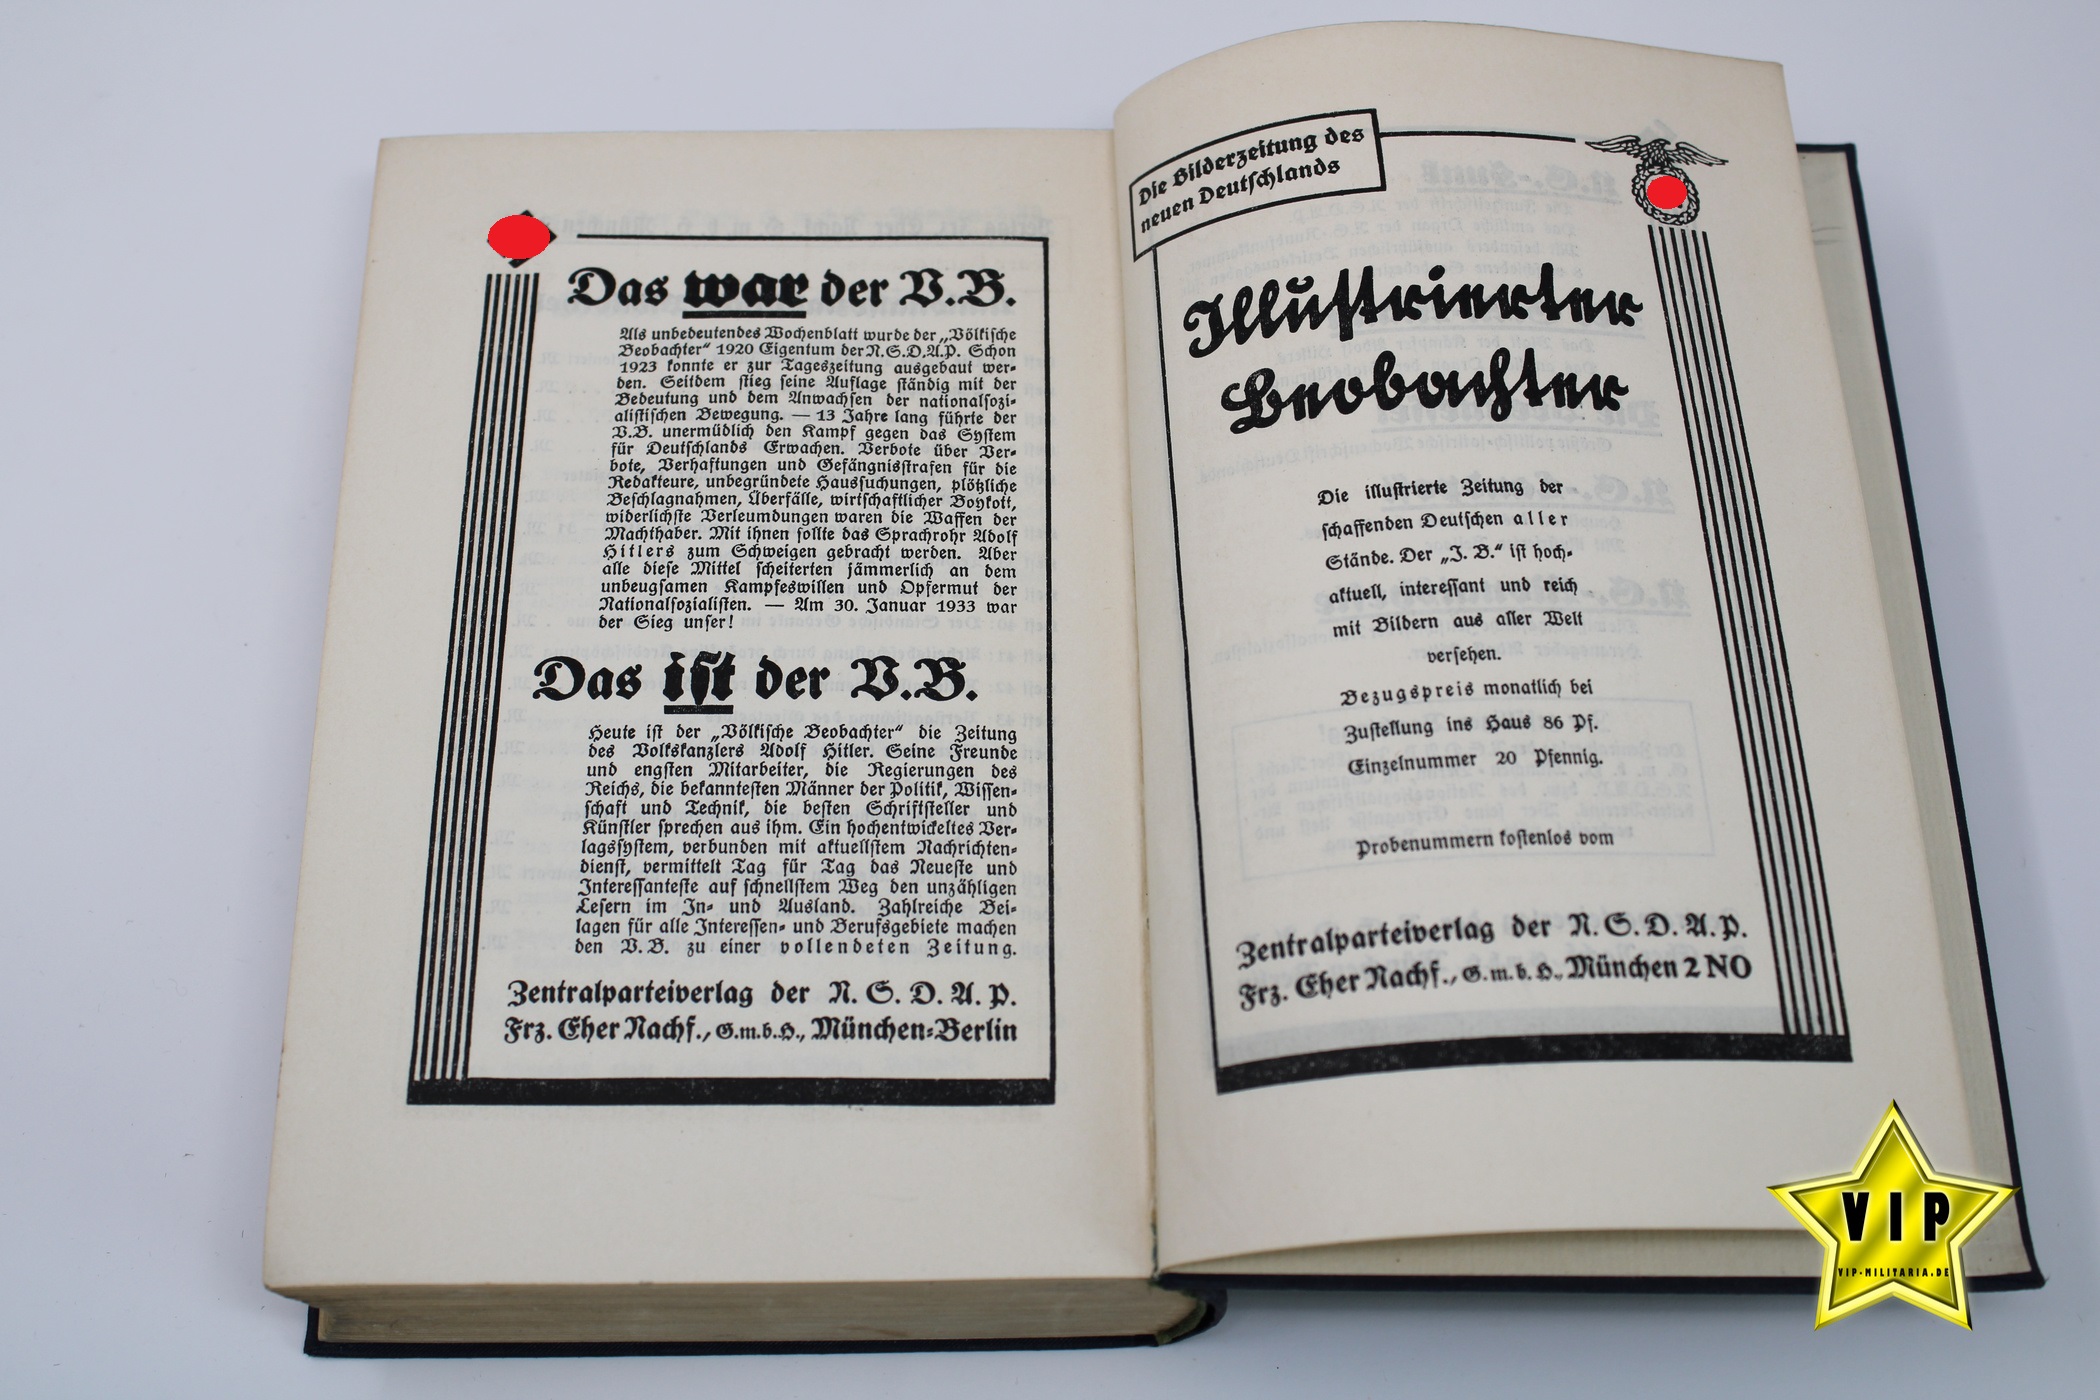 Das war der V.B.
Als unbedeutendes Wochenblatt wurde der „Völkische
Beobachter“ 1920 Eigentum der N.S.D.A.P. Schon
1923 konnte er zur Tageszeitung ausgebaut wer-
den. Seitdem stieg seine Auflage ständig mit der
Bedeutung und dem Anwachsen der nationalsozi-
alistischen Bewegung. — 13 Jahre lang führte der
V.B. unermüdlich den Kampf gegen das System
für Deutschlands Erwachen. Verbote über Ver-
bote, Verhaftungen und Gefängnisstrafen für die
Redakteure, unbegründete Haussuchungen, plötzliche
Beschlagnahmen, Überfälle, wirtschaftlicher Boykott,
widerlichste Verleumdungen waren die Waffen der
Machthaber. Mit ihnen sollte das Sprachrohr Adolf
Hitlers zum Schweigen gebracht werden. Aber
alle diese Mittel scheiterten jämmerlich an dem
unbeugsamen Kampfeswillen und Opfermut der
Nationalsozialisten. — Am 30. Januar 1933 war
der Sieg unser!
Das ist der V.B.
Heute ist der „Völkische Beobachter“ die Zeitung
des Volkskanzlers Adolf Hitler. Seine Freunde
und engsten Mitarbeiter, die Regierungen des
Reichs, die bekanntesten Männer der Politik, Wissen-
schaft und Technik, die besten Schriftsteller und
Künstler sprechen aus ihm. Ein hochentwickeltes Ver-
lagssystem, verbunden mit aktuellstem Nachrichten-
dienst, vermittelt Tag für Tag das Neueste und
Interessanteste auf schnellstem Weg den unzähligen
Lesern im In- und Ausland. Zahlreiche Bei-
lagen für alle Interessen- und Berufsgebiete machen
den V.B. zu einer vollendeten Zeitung.
Zentralparteiverlag der N.S.D.A.P.
Frz. Eher Nachf., G.m.b.H., München-Berlin
Die Bilderzeitung des
neuen Deutschlands
Illustrierter
Beobachter
Die illustrierte Zeitung der
schaffenden Deutschen aller
Stände. Der „I. B.“ ist hoch-
aktuell, interessant und reich
mit Bildern aus aller Welt
versehen.
Bezugspreis monatlich bei
Zustellung ins Haus 86 Pf.
Einzelnummer 20 Pfennig.
Probenummern kostenlos vom
Zentralparteiverlag der N.S.D.A.P.
Frz. Eher Nachf., G.m.b.H., München 2 NO
VIP
VIP-MILITARIA.DE